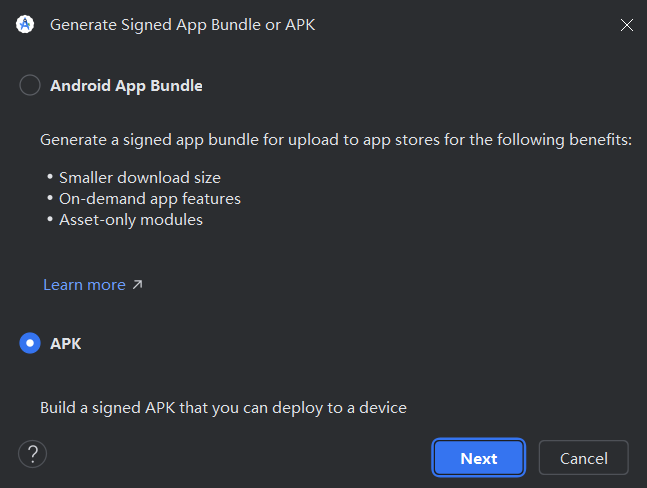 Generate Signed App Bundle or APK
Android App Bundle
Generate a signed app bundle for upload to app stores for the following benefits:
• Smaller download size
• On-demand app features
• Asset-only modules
Learn more ↗
APK
Build a signed APK that you can deploy to a device
? Next Cancel